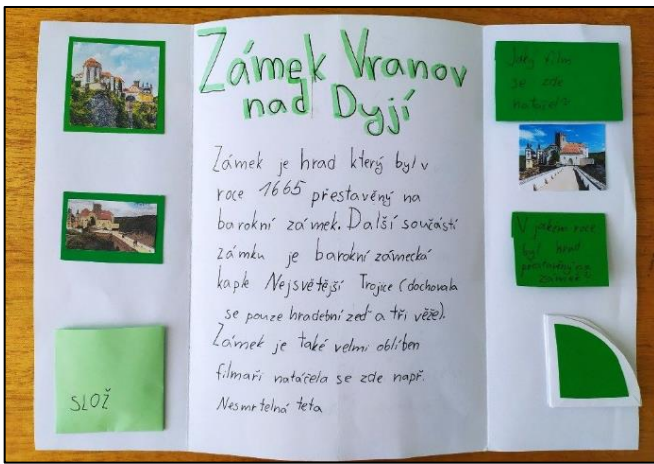 Zámek Vranov
nad Dyjí
Zámek je hrad který byl v
roce 1665 přestavěný na
barokní zámek. Další součástí
zámku je barokní zámecká
kaple Nejsvětější Trojice (dochovala
se pouze hradební zeď a tři věže).
Zámek je také velmi oblíben
filmaři natáčela se zde např.
Nesmrtelná teta
SLOŽ
Jaký film
se zde
natáčel?
V jakém roce
byl hrad
přestavěný na
zámek?